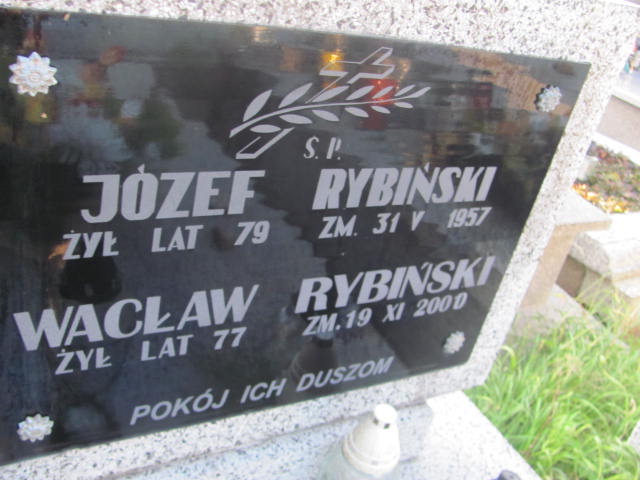 Ś.P.
JÓZEF RYBIŃSKI
ŻYŁ LAT 79 ZM. 31 V 1957
WACŁAW RYBIŃSKI
ŻYŁ LAT 77 ZM. 19 XI 2000
POKÓJ ICH DUSZOM